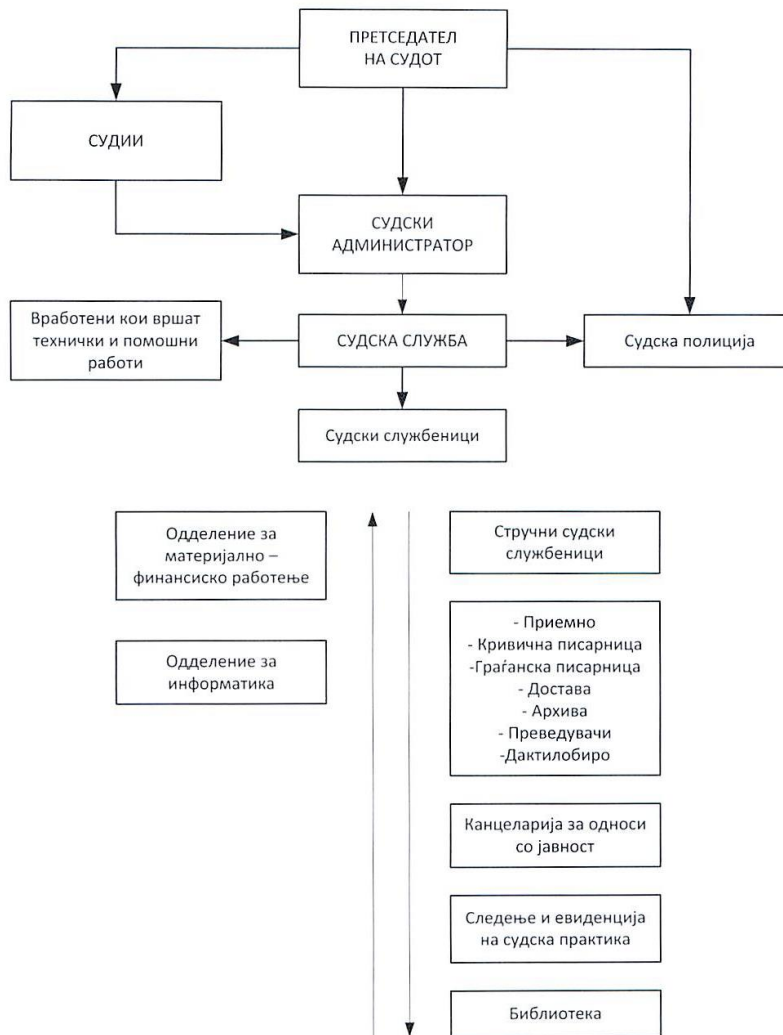 ПРЕТСЕДАТЕЛ
НА СУДОТ
СУДИИ
СУДСКИ
АДМИНИСТРАТОР
Вработени кои вршат
технички и помошни
работи
СУДСКА СЛУЖБА
Судска полиција
Судски службеници
Одделение за
материјално –
финансиско работење
Стручни судски
службеници
Одделение за
информатика
- Приемно
- Кривична писарница
-Граѓанска писарница
- Достава
- Архива
- Преведувачи
-Дактилобиро
Канцеларија за односи
со јавност
Следење и евиденција
на судска практика
Библиотека